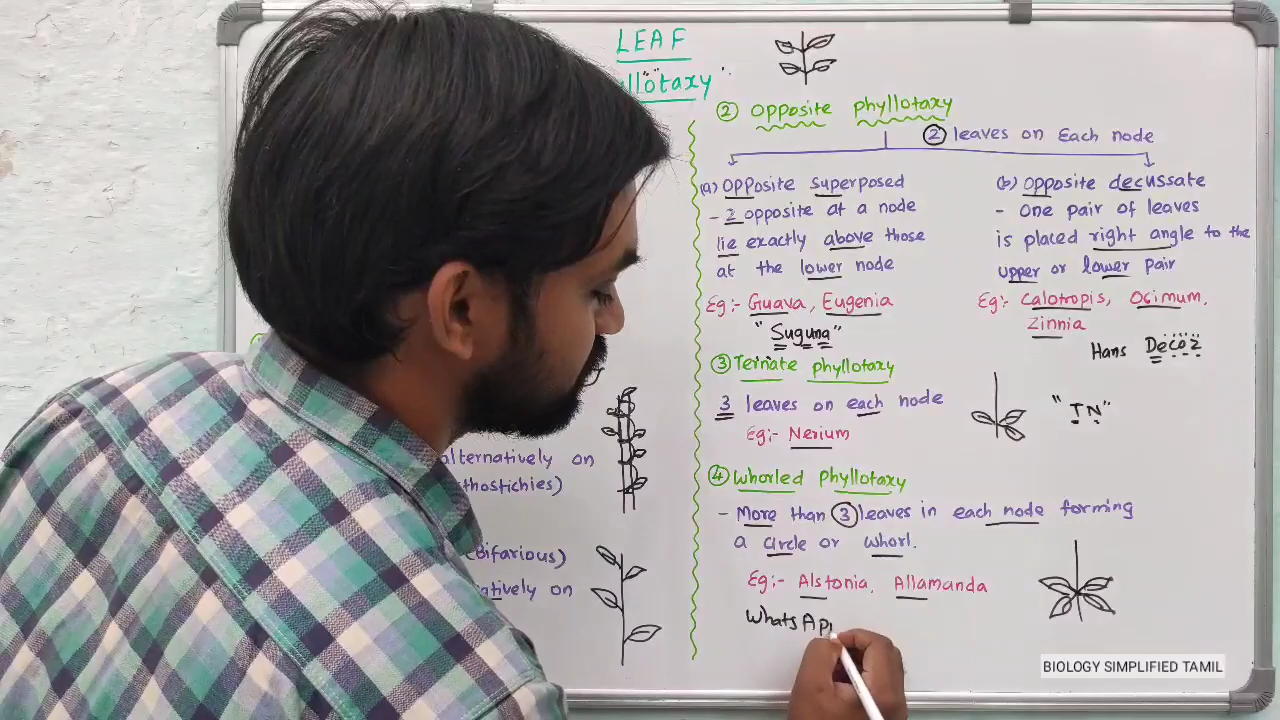 LEAF
② Opposite phyllotaxy
② leaves on Each node
(a) Opposite superposed
- 2 opposite at a node
lie exactly above those
at the lower node
Eg:- Guava, Eugenia
"Suguna"
(b) Opposite decussate
- One pair of leaves
is placed right angle to the
upper or lower pair
Eg:- Calotropis, Ocimum,
Zinnia
Hans Decoz
③ Ternate phyllotaxy
3 leaves on each node
Eg:- Nerium
"TN"
④ Whorled Phyllotaxy
- More than ③ leaves in each node forming
a circle or whorl.
Eg:- Alstonia, Allamanda
WhatsAp
alternatively on
on
BIOLOGY SIMPLIFIED TAMIL